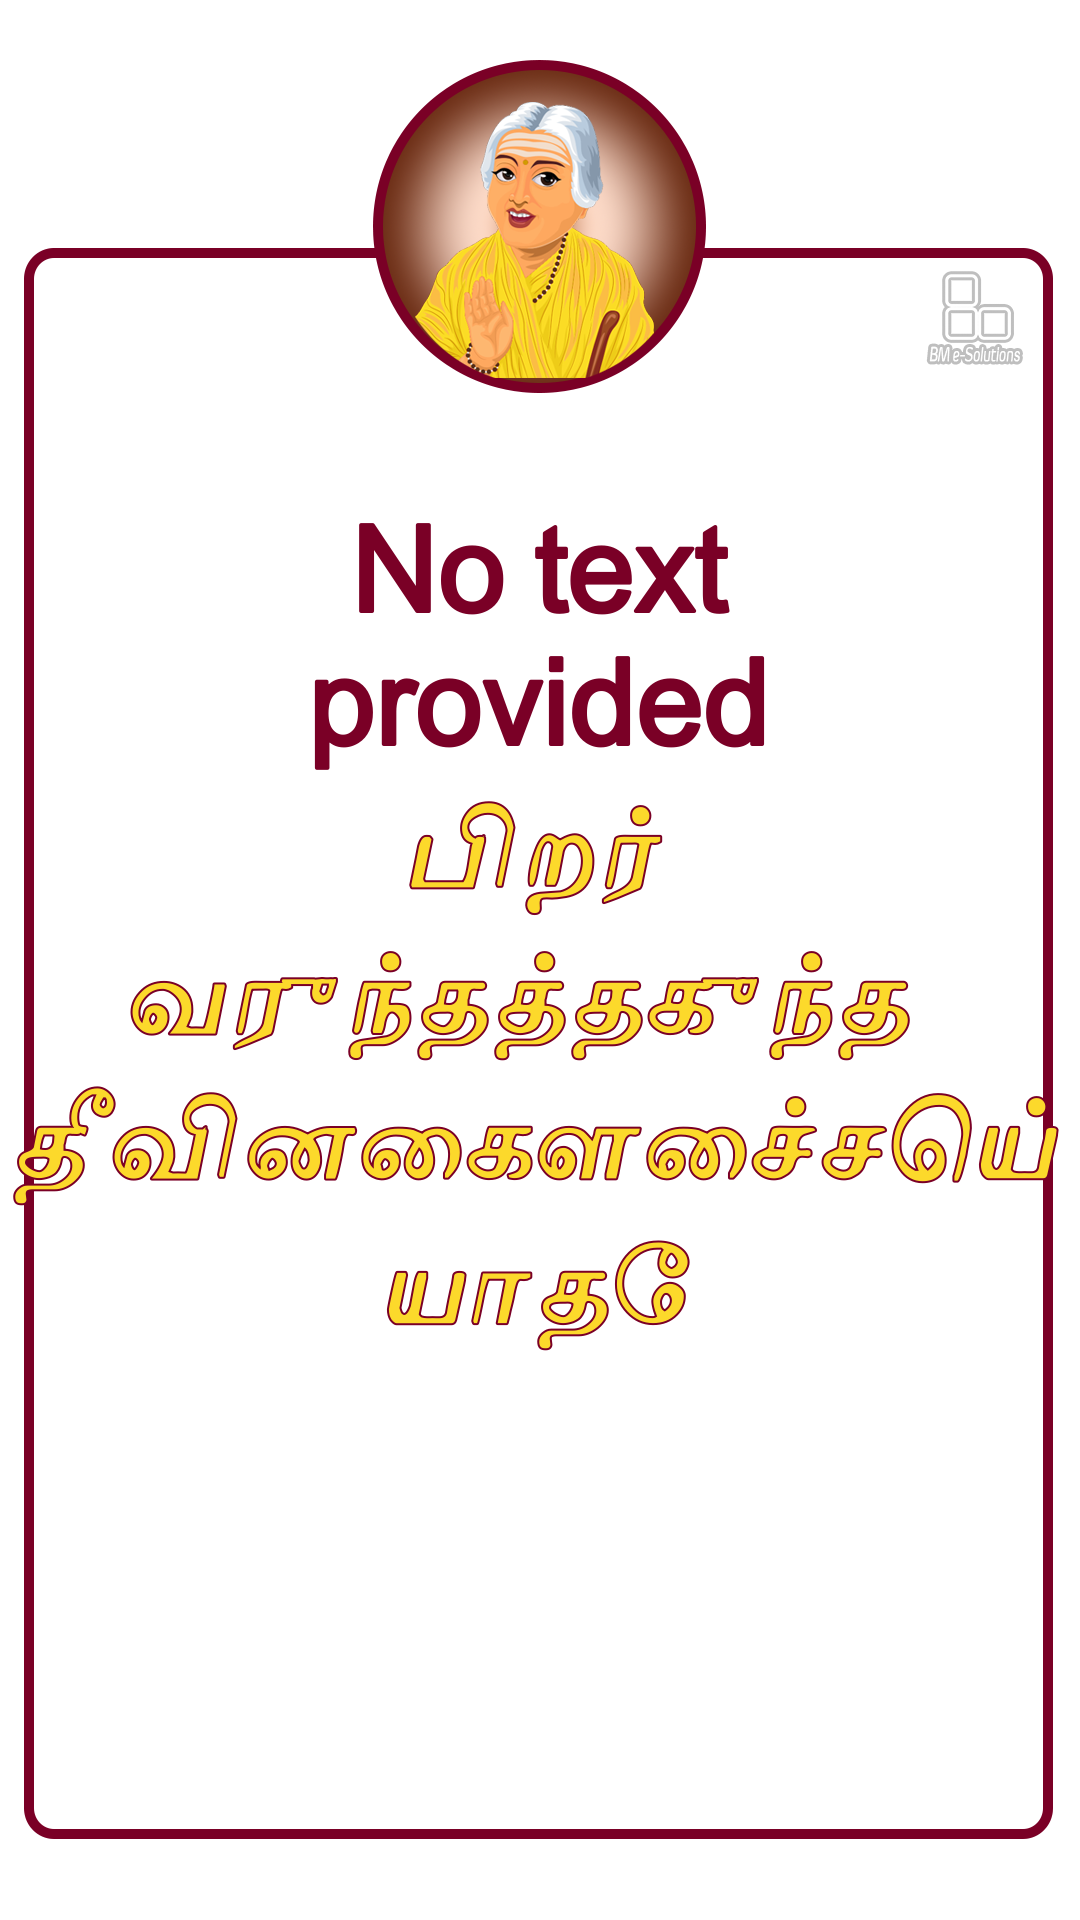 BM e-Solutions
No text
provided
பிறர்
வருந்தத்தகுந்த
தீவினைகளைச்செய்
யாதே